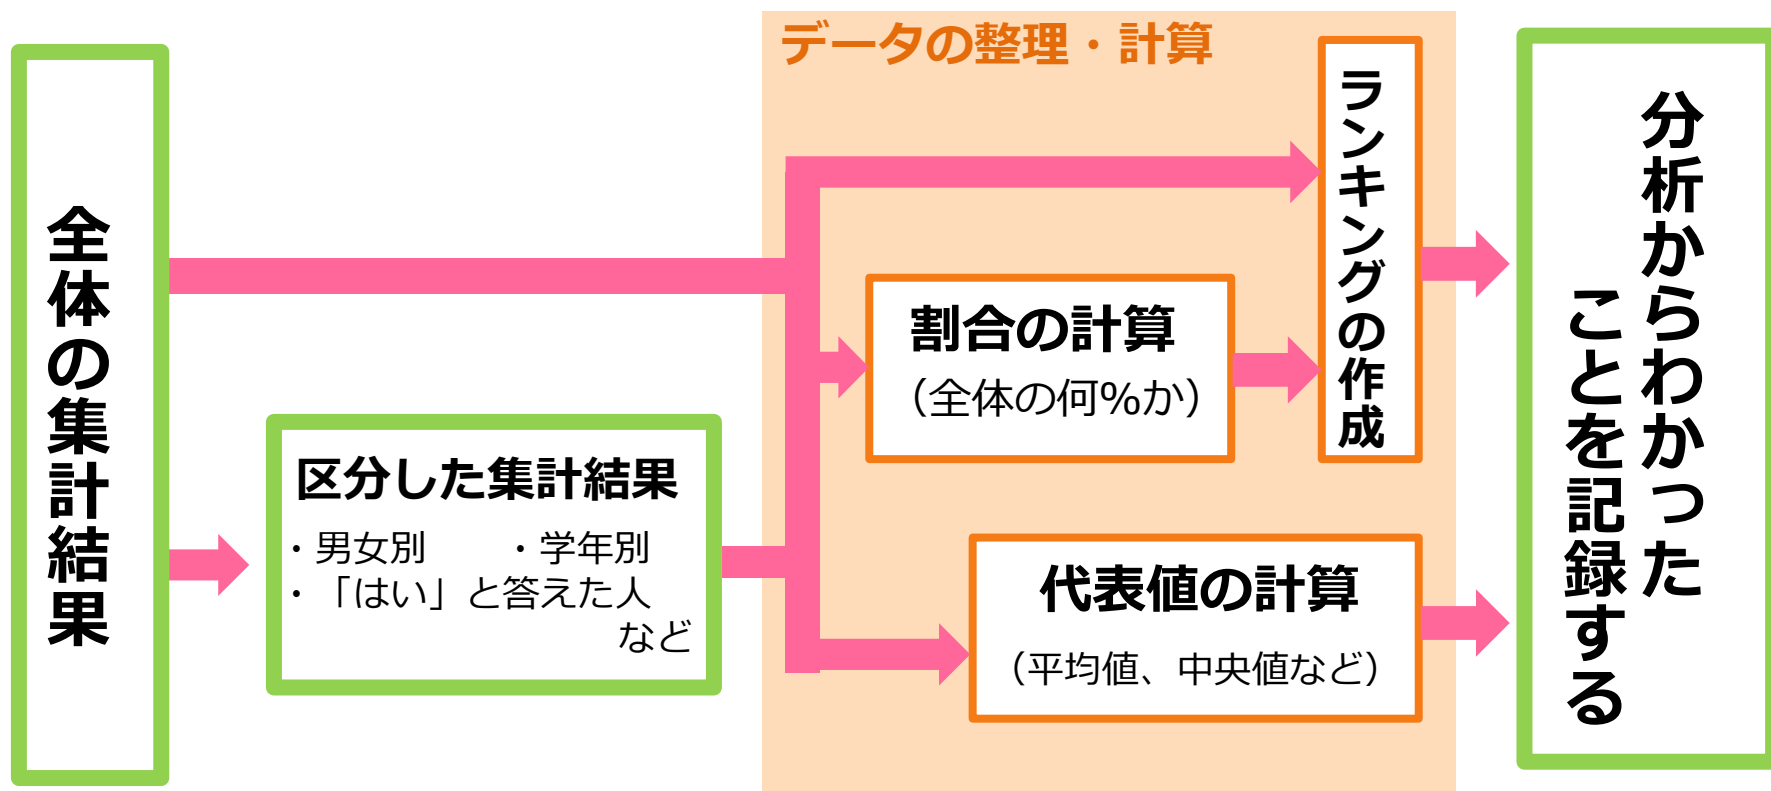 全体の集計結果
区分した集計結果
・男女別　　・学年別
・「はい」と答えた人
など
データの整理・計算
割合の計算
（全体の何%か）
ランキングの作成
代表値の計算
（平均値、中央値など）
分析からわかった
ことを記録する